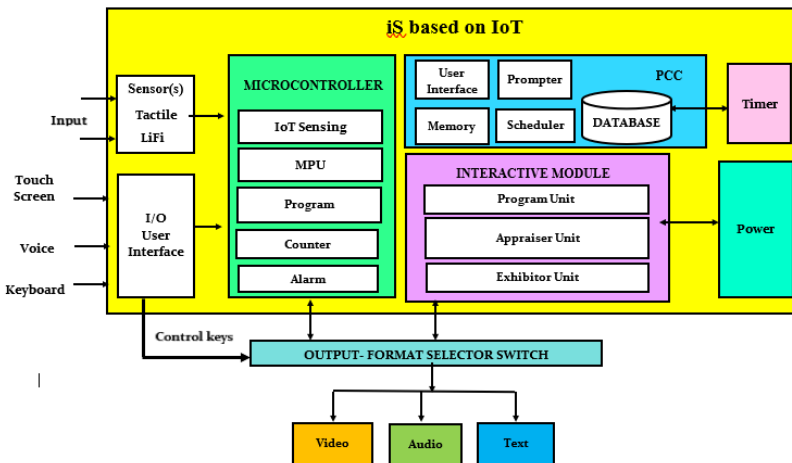 iS based on IoT
Input
Touch
Screen
Voice
Keyboard
Sensor(s)
Tactile
LiFi
I/O
User
Interface
MICROCONTROLLER
IoT Sensing
MPU
Program
Counter
Alarm
PCC
User
Interface
Prompter
Memory
Scheduler
DATABASE
Timer
INTERACTIVE MODULE
Program Unit
Appraiser Unit
Exhibitor Unit
Power
Control keys
OUTPUT- FORMAT SELECTOR SWITCH
Video
Audio
Text